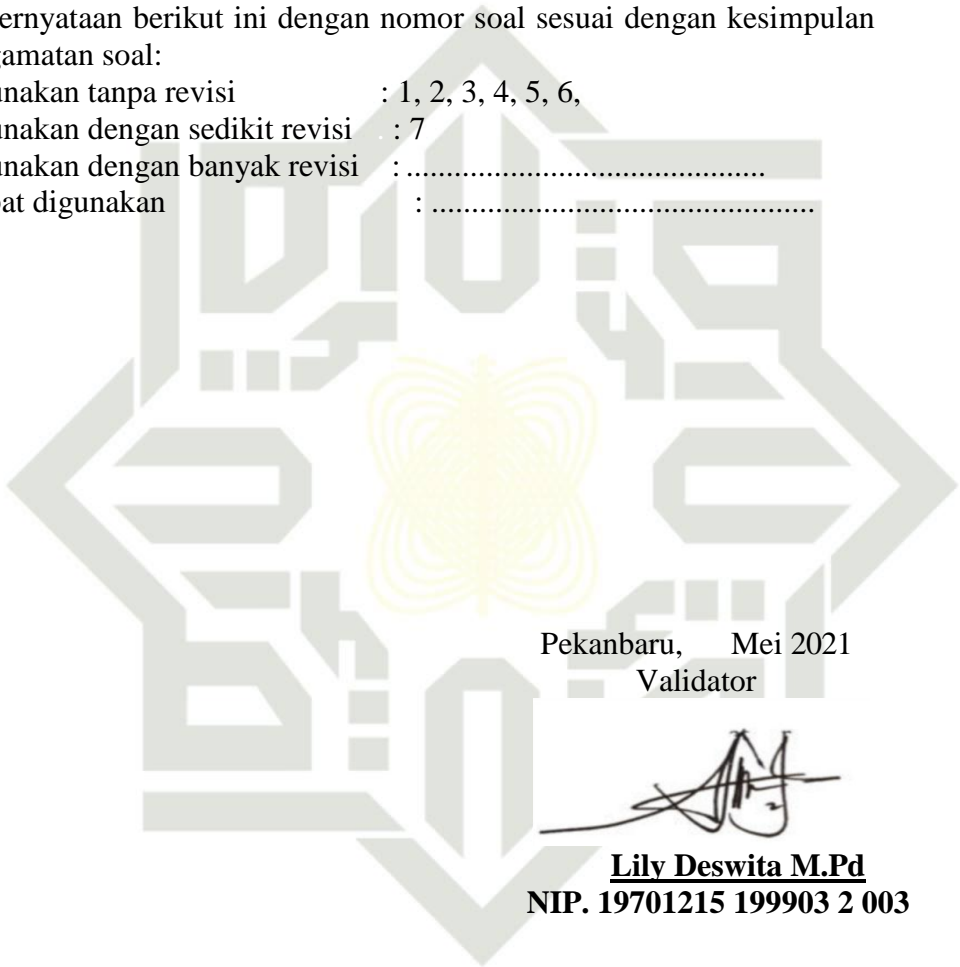 ernyataan berikut ini dengan nomor soal sesuai dengan kesimpulan
amatan soal:
unakan tanpa revisi : 1, 2, 3, 4, 5, 6,
unakan dengan sedikit revisi : 7
unakan dengan banyak revisi : .............................................
at digunakan : ................................................
Pekanbaru, Mei 2021
Validator
Lily Deswita M.Pd
NIP. 19701215 199903 2 003